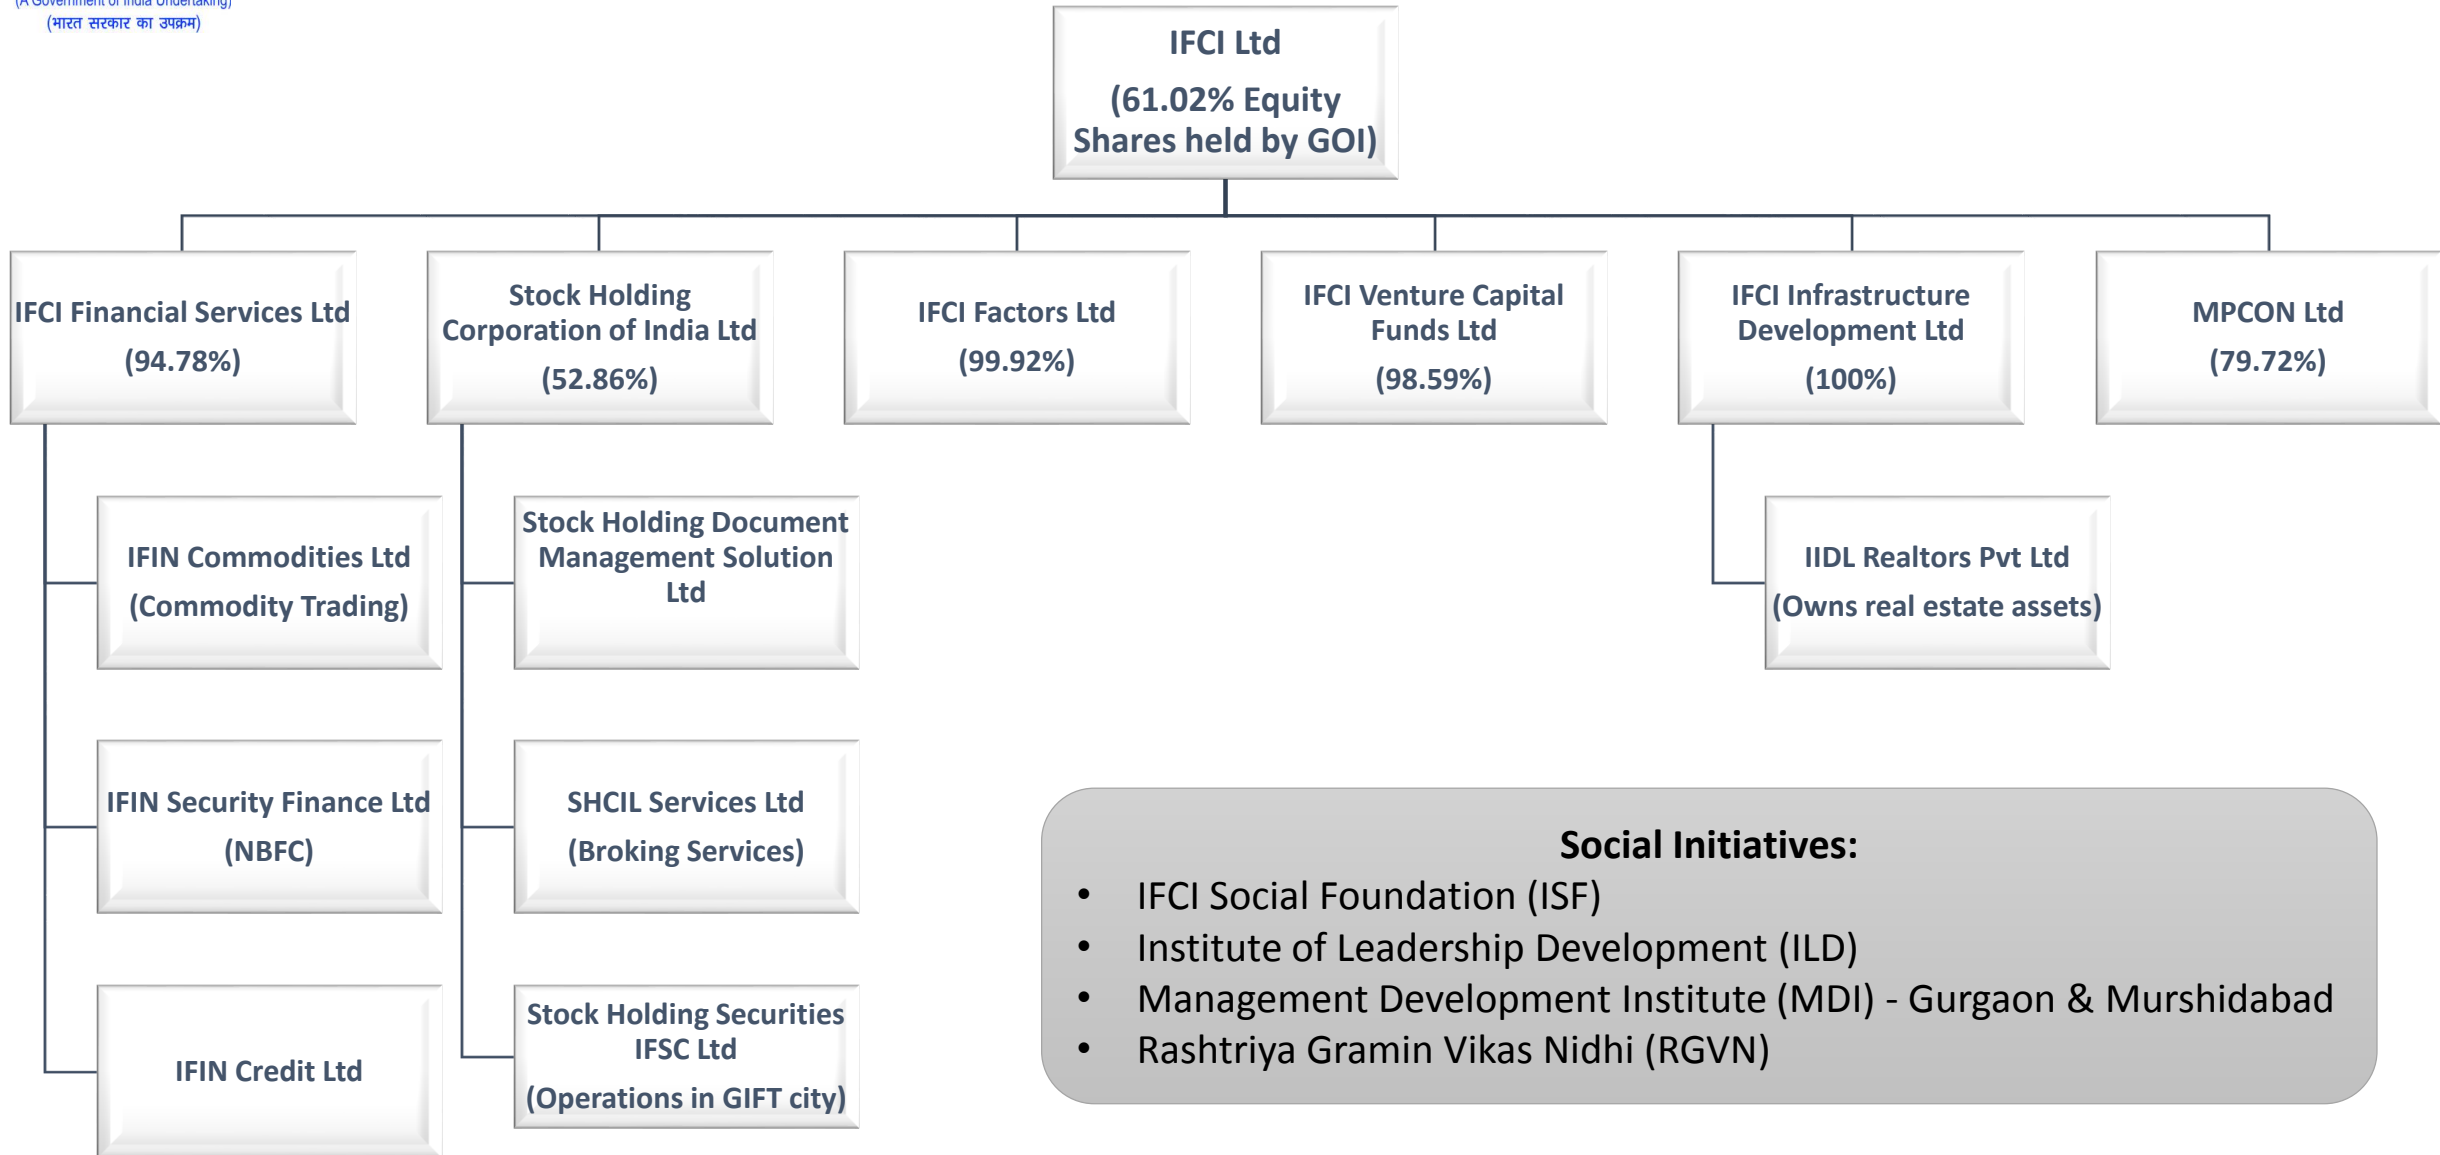 (A Government of India Undertaking)
(भारत सरकार का उपक्रम)
IFCI Ltd
(61.02% Equity
Shares held by GOI)
IFCI Financial Services Ltd
(94.78%)
Stock Holding
Corporation of India Ltd
(52.86%)
IFCI Factors Ltd
(99.92%)
IFCI Venture Capital
Funds Ltd
(98.59%)
IFCI Infrastructure
Development Ltd
(100%)
MPCON Ltd
(79.72%)
IFIN Commodities Ltd
(Commodity Trading)
Stock Holding Document
Management Solution
Ltd
IIDL Realtors Pvt Ltd
(Owns real estate assets)
IFIN Security Finance Ltd
(NBFC)
SHCIL Services Ltd
(Broking Services)
IFIN Credit Ltd
Stock Holding Securities
IFSC Ltd
(Operations in GIFT city)
Social Initiatives:
• IFCI Social Foundation (ISF)
• Institute of Leadership Development (ILD)
• Management Development Institute (MDI) - Gurgaon & Murshidabad
• Rashtriya Gramin Vikas Nidhi (RGVN)